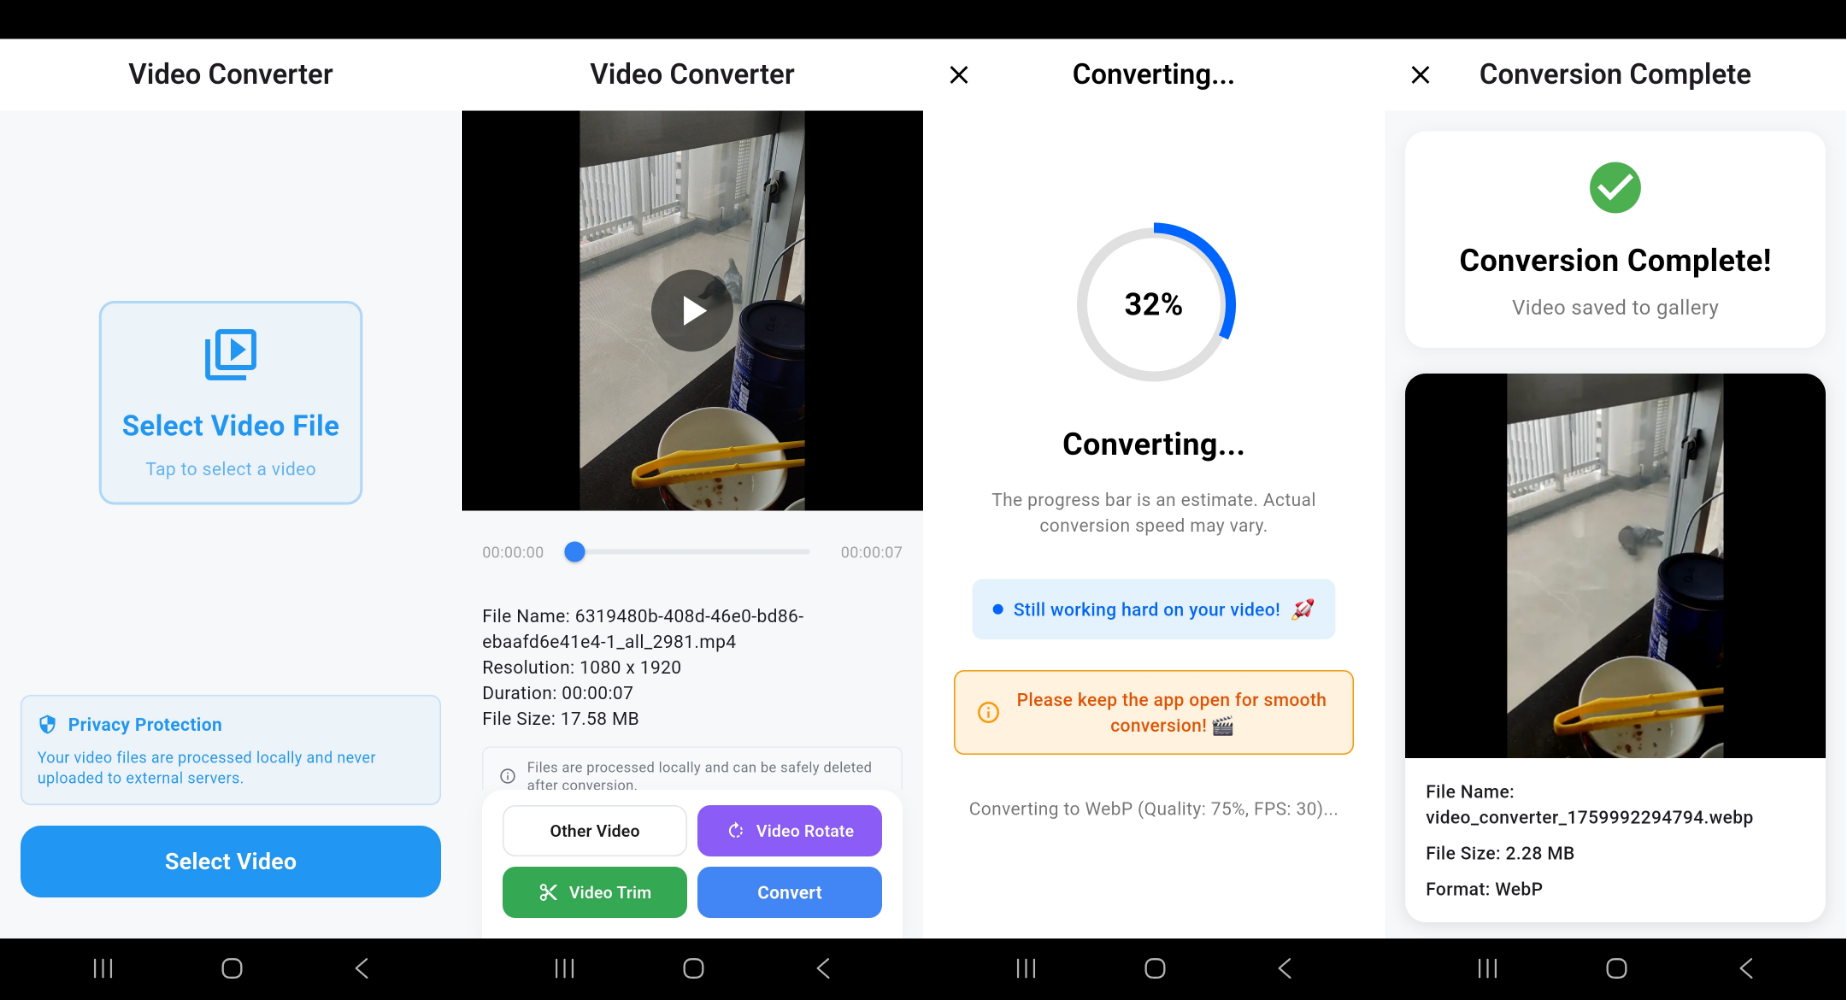 Video Converter
Select Video File
Tap to select a video
Privacy Protection
Your video files are processed locally and never
uploaded to external servers.
Select Video
Video Converter
00:00:00
00:00:07
File Name: 6319480b-408d-46e0-bd86-
ebaafd6e41e4-1_all_2981.mp4
Resolution: 1080 x 1920
Duration: 00:00:07
File Size: 17.58 MB
Files are processed locally and can be safely deleted
after conversion.
Other Video
Video Rotate
Video Trim
Convert
Converting...
32%
Converting...
The progress bar is an estimate. Actual
conversion speed may vary.
Still working hard on your video! 🚀
Please keep the app open for smooth
conversion! 🎬
Converting to WebP (Quality: 75%, FPS: 30)...
Conversion Complete
Conversion Complete!
Video saved to gallery
File Name:
video_converter_1759992294794.webp
File Size: 2.28 MB
Format: WebP